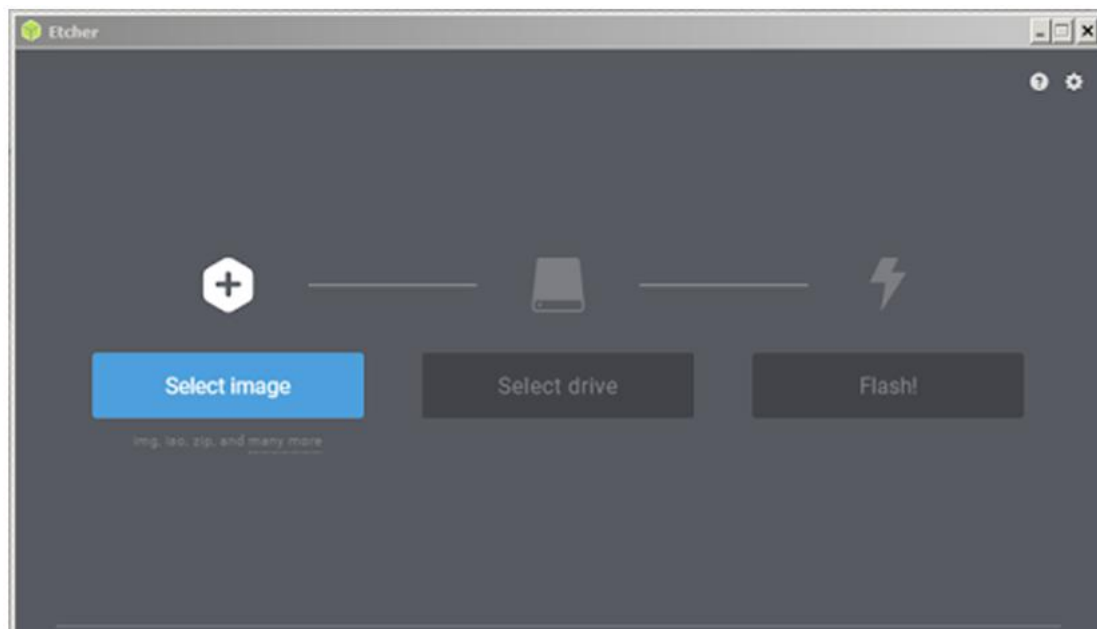 Etcher
Select image
Select drive
Flash!
img, iso, zip, and many more